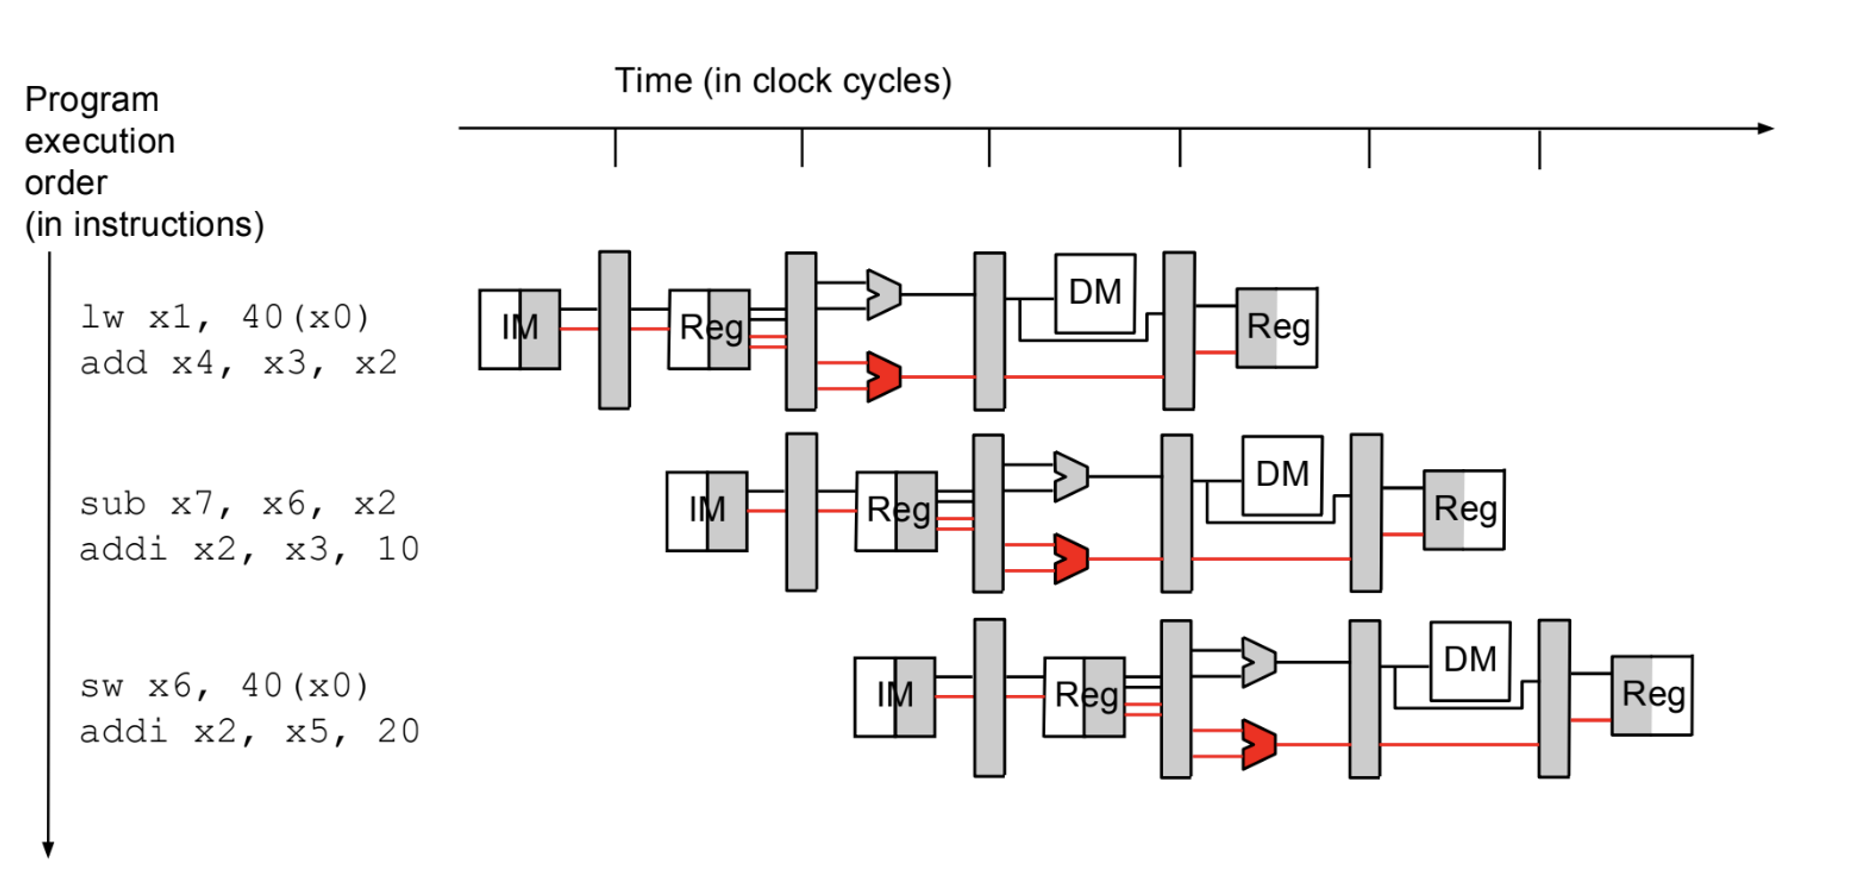 Time (in clock cycles)
Program
execution
order
(in instructions)
lw x1, 40(x0)
add x4, x3, x2
IM
Reg
DM
Reg
sub x7, x6, x2
addi x2, x3, 10
IM
Reg
DM
Reg
sw x6, 40(x0)
addi x2, x5, 20
IM
Reg
DM
Reg